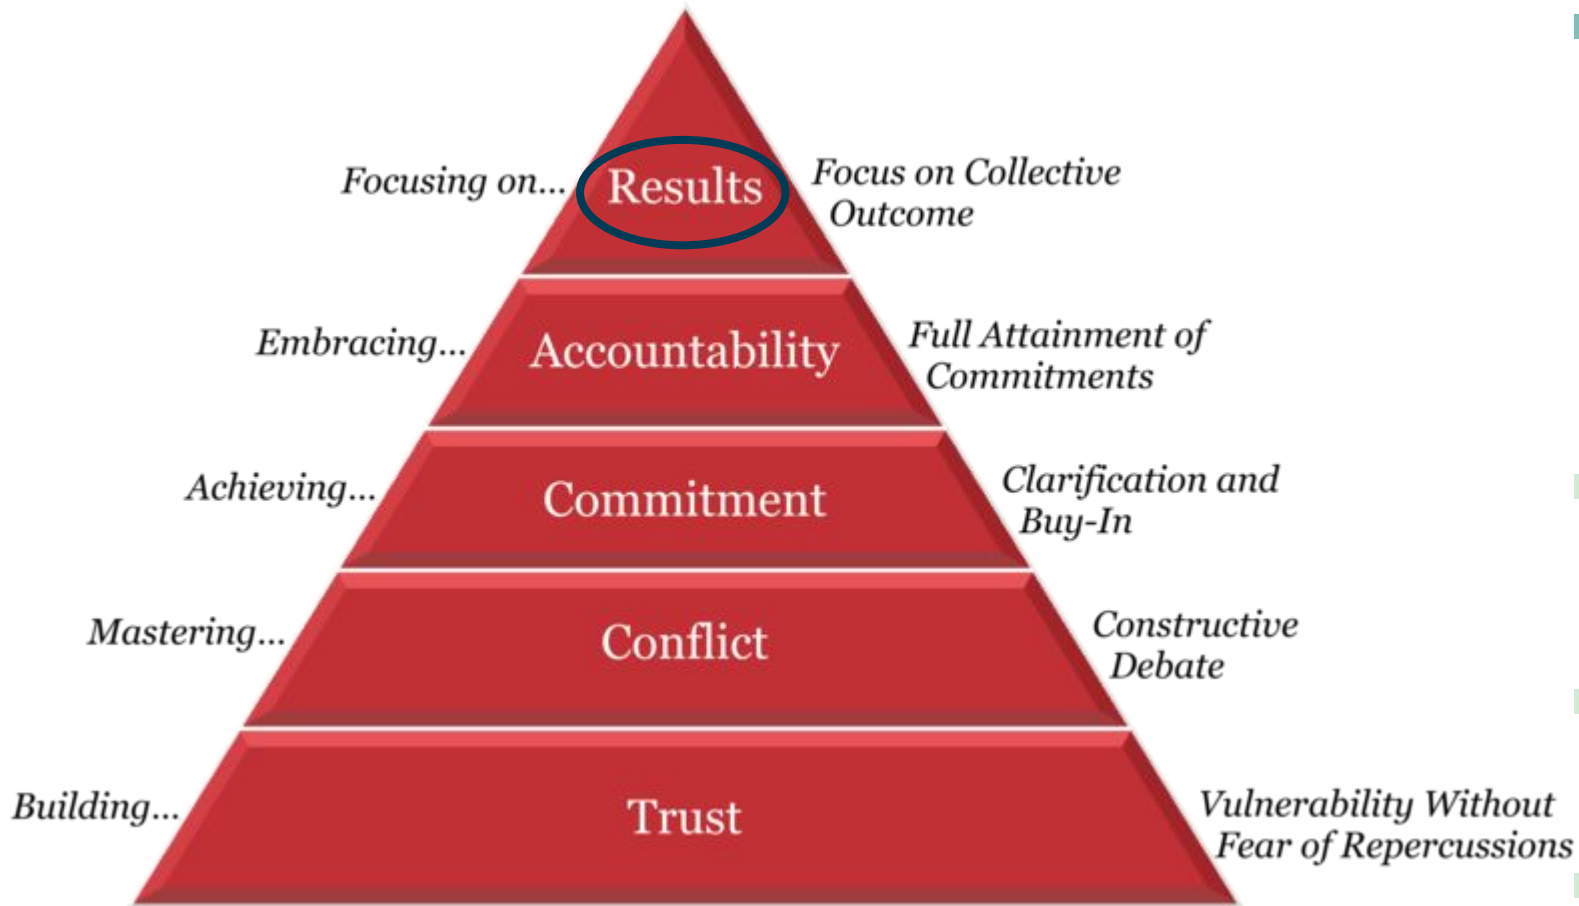 Focusing on...
Results
Focus on Collective
Outcome
Embracing...
Accountability
Full Attainment of
Commitments
Achieving...
Commitment
Clarification and
Buy-In
Mastering...
Conflict
Constructive
Debate
Building...
Trust
Vulnerability Without
Fear of Repercussions